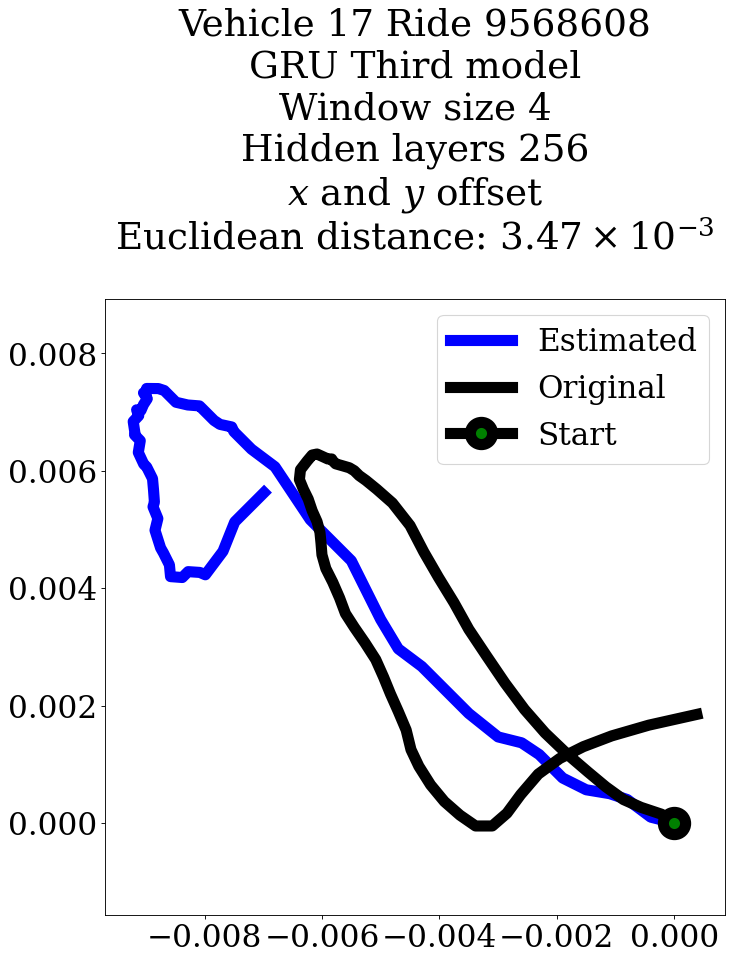 Vehicle 17 Ride 9568608
GRU Third model
Window size 4
Hidden layers 256
x and y offset
Euclidean distance: 3.47 × 10⁻³
Estimated
Original
Start
0.008
0.006
0.004
0.002
0.000
−0.008 −0.006 −0.004 −0.002 0.000